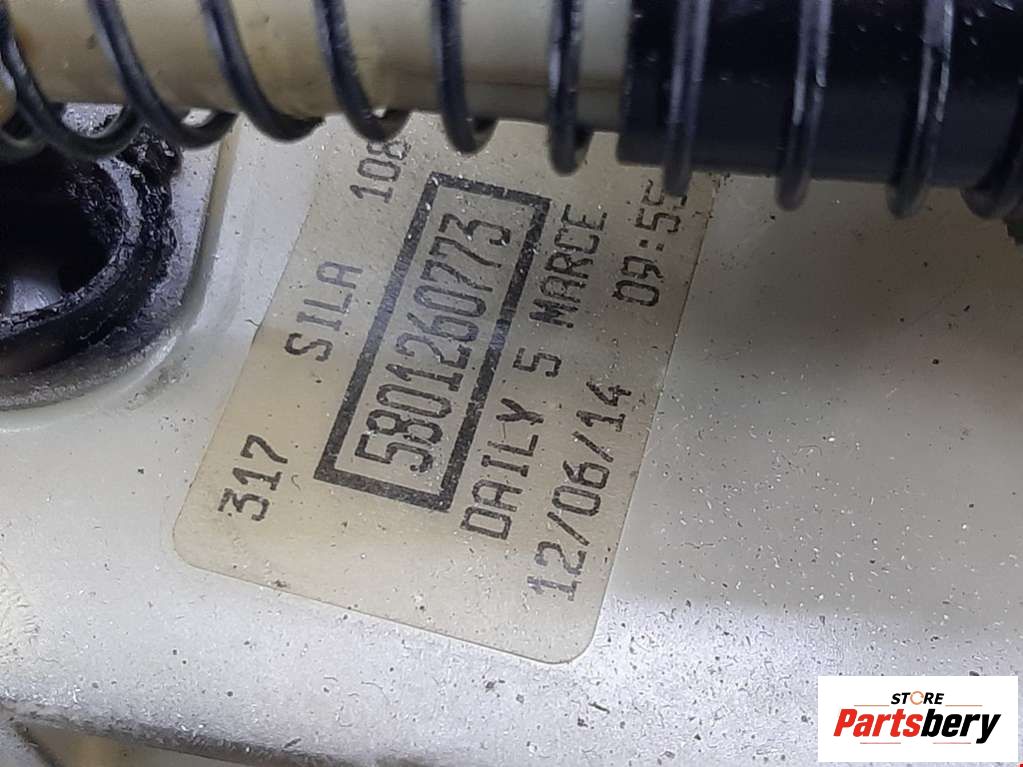 317 SILA 108
5801260773
DAILY 5 MARCE
12/06/14 09:55
STORE
Partsbery